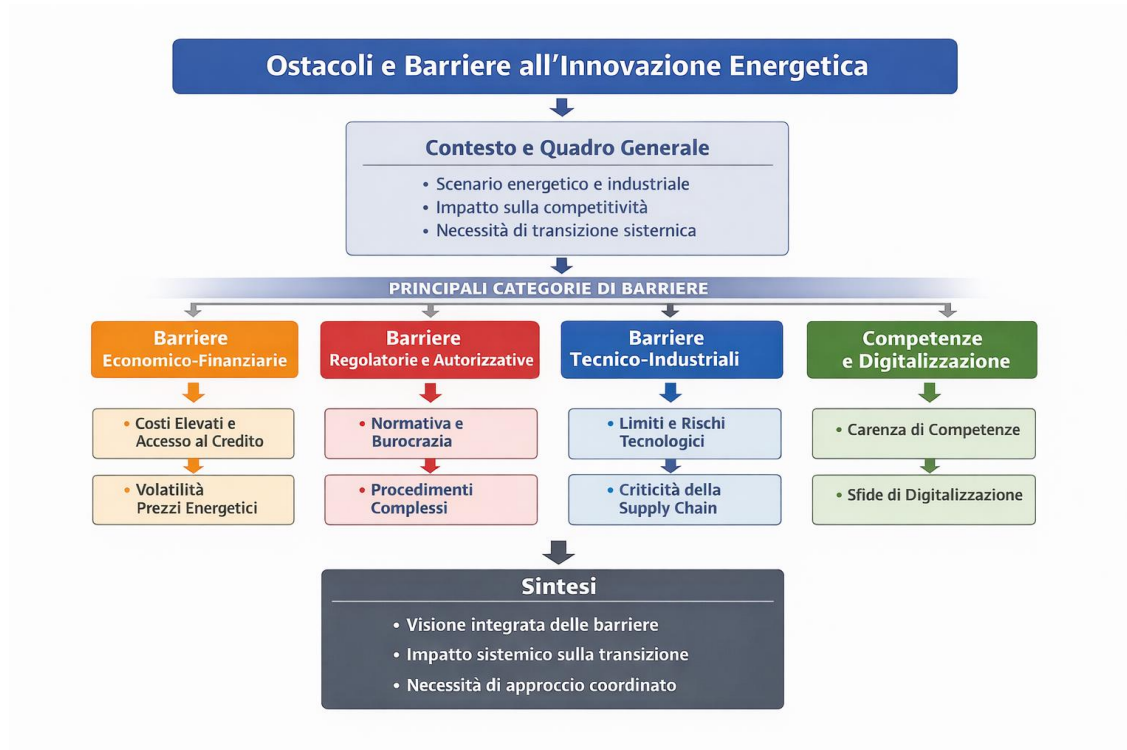 Ostacoli e Barriere all'Innovazione Energetica
Contesto e Quadro Generale
• Scenario energetico e industriale
• Impatto sulla competitività
• Necessità di transizione sisternica
PRINCIPALI CATEGORIE DI BARRIERE
Barriere
Economico-Finanziarie
• Costi Elevati e
Accesso al Credito
• Volatilità
Prezzi Energetici
Barriere
Regolatorie e Autorizzative
• Normativa e
Burocrazia
• Procedimenti
Complessi
Barriere
Tecnico-Industriali
• Limiti e Rischi
Tecnologici
• Criticità della
Supply Chain
Competenze
e Digitalizzazione
• Carenza di Competenze
• Sfide di Digitalizzazione
Sintesi
• Visione integrata delle barriere
• Impatto sistemico sulla transizione
• Necessità di approccio coordinato